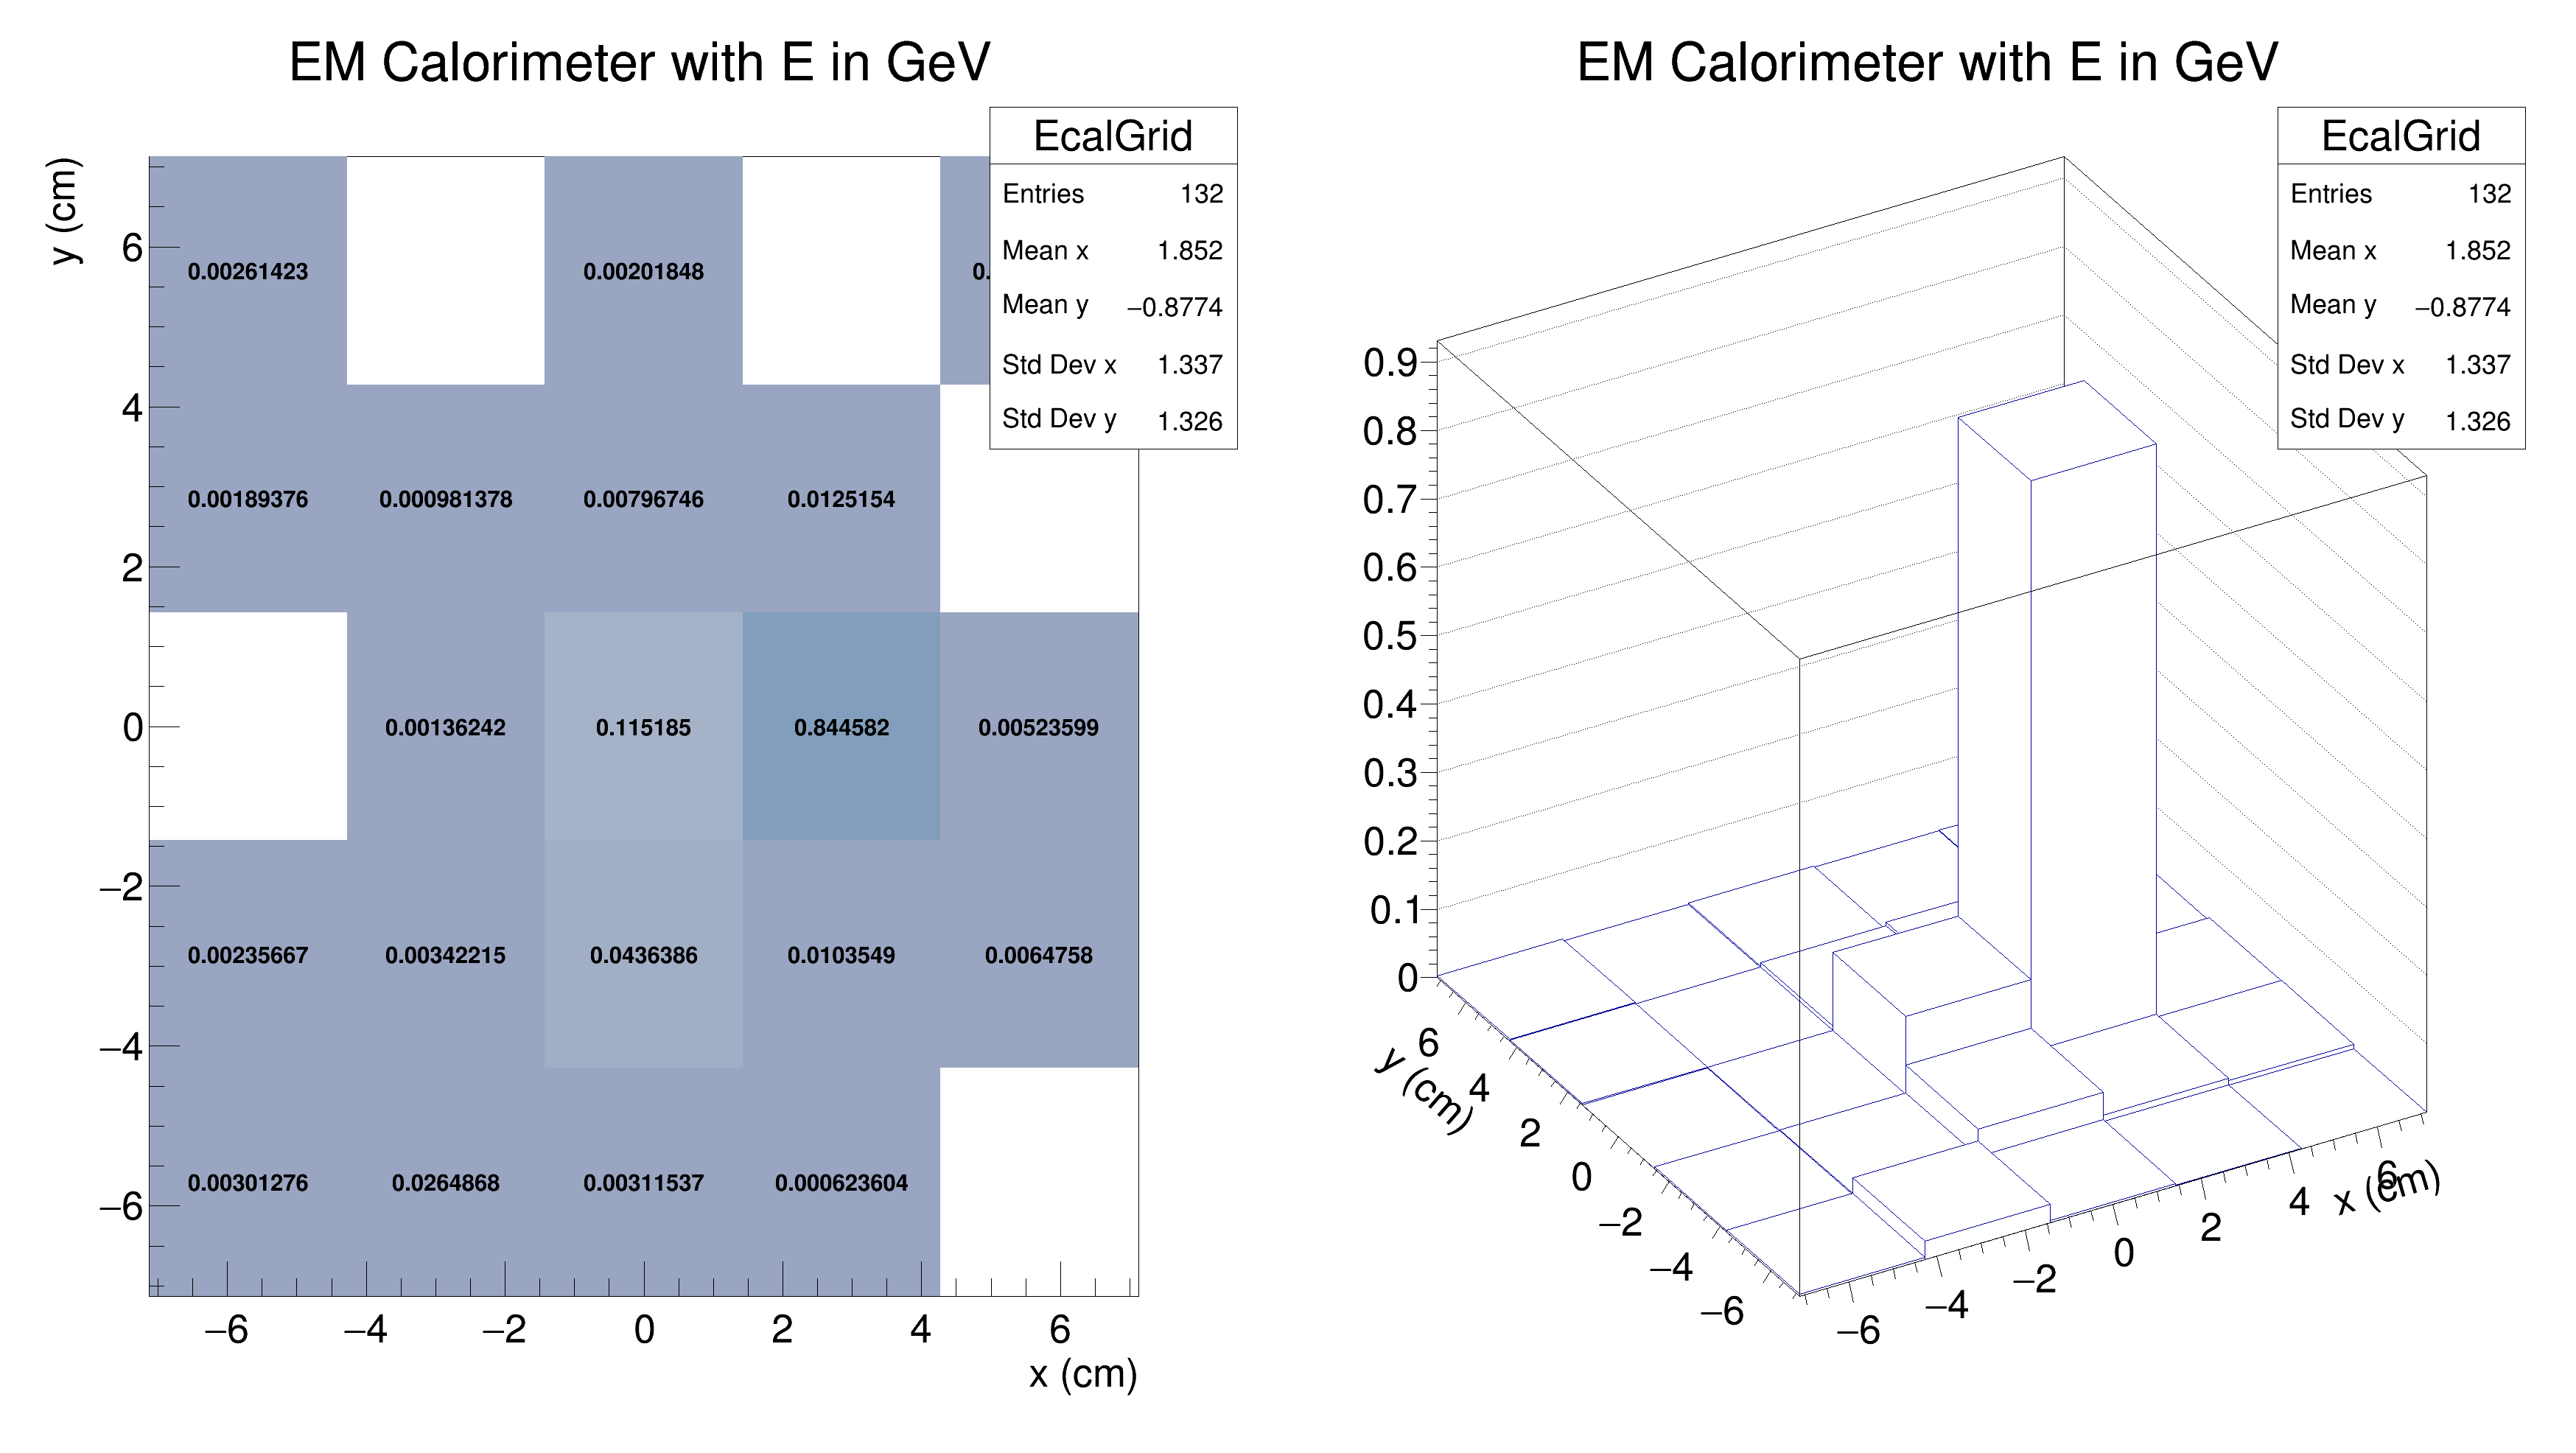 EM Calorimeter with E in GeV
EcalGrid
Entries 132
Mean x 1.852
Mean y −0.8774
Std Dev x 1.337
Std Dev y 1.326
y (cm)
6
4
2
0
−2
−4
−6
0.00261423 0.00201848 0.
0.00189376 0.000981378 0.00796746 0.0125154
0.00136242 0.115185 0.844582 0.00523599
0.00235667 0.00342215 0.0436386 0.0103549 0.0064758
0.00301276 0.0264868 0.00311537 0.000623604
−6 −4 −2 0 2 4 6
x (cm)
EM Calorimeter with E in GeV
EcalGrid
Entries 132
Mean x 1.852
Mean y −0.8774
Std Dev x 1.337
Std Dev y 1.326
0.9
0.8
0.7
0.6
0.5
0.4
0.3
0.2
0.1
0
y (cm)
6
4
2
0
−2
−4
−6
−6 −4 −2 0 2 4 6
x (cm)